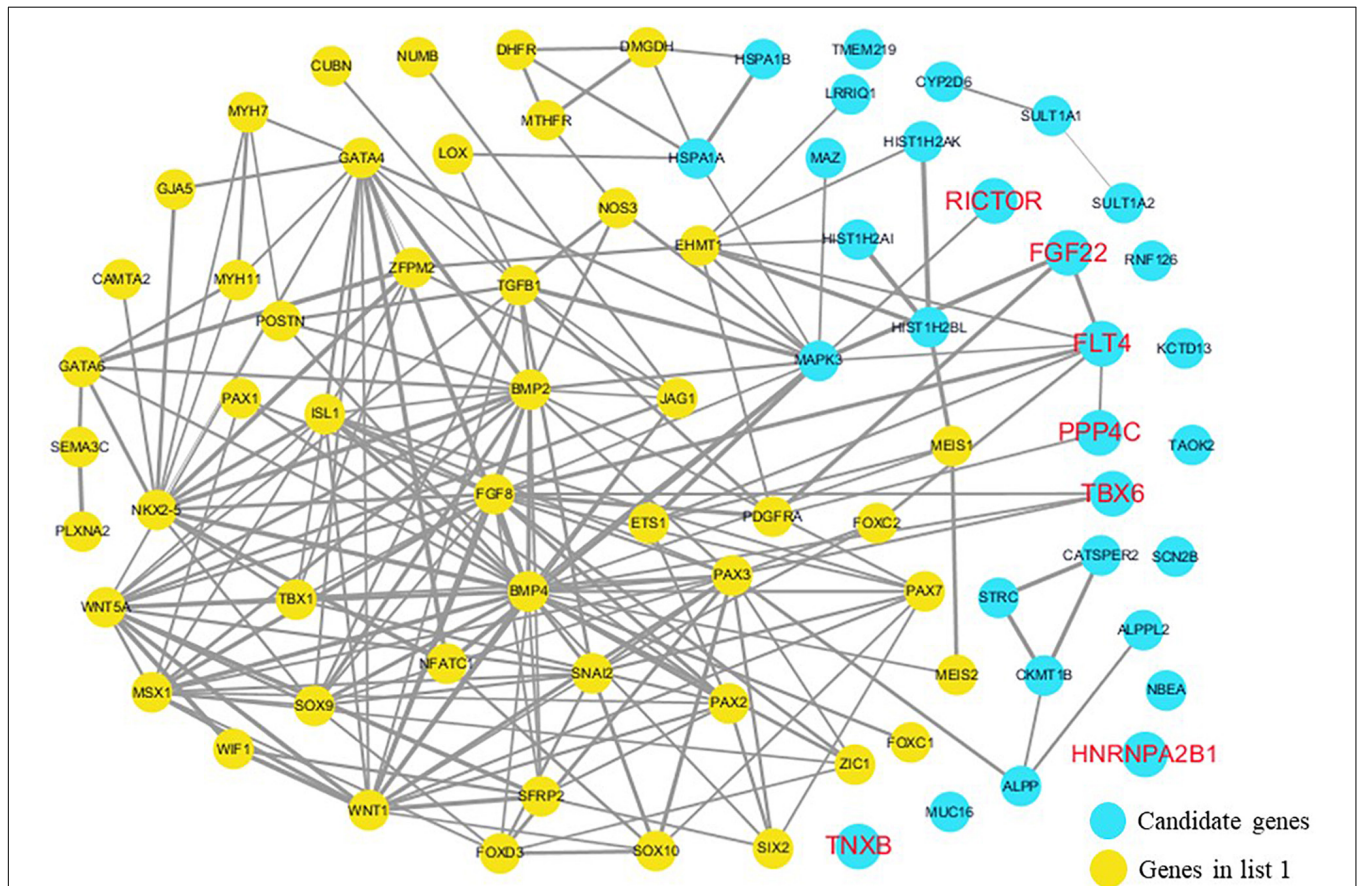 DHFR
DMGDH
HSPA1B
TMEM219
CUBN
NUMB
CYP2D6
LRRIQ1
MYH7
MTHFR
SULT1A1
GATA4
LOX
HSPA1A
MAZ
HIST1H2AK
GJA5
NOS3
RICTOR
SULT1A2
EHMT1
HIST1H2AI
FGF22
RNF126
CAMTA2
MYH11
ZFPM2
TGFB1
POSTN
HIST1H2BL
FLT4
KCTD13
GATA6
MAPK3
PAX1
ISL1
BMP2
JAG1
SEMA3C
MEIS1
PPP4C
TAOK2
NKX2-5
FGF8
TBX6
PLXNA2
ETS1
PDGFRA
FOXC2
CATSPER2
SCN2B
WNT5A
TBX1
BMP4
PAX3
PAX7
STRC
ALPPL2
MSX1
NFATC1
SNAI2
MEIS2
CKMT1B
NBEA
SOX9
PAX2
WIF1
FOXC1
HNRNPA2B1
ZIC1
ALPP
WNT1
SFRP2
MUC16
Candidate genes
FOXD3
SOX10
SIX2
TNXB
Genes in list 1